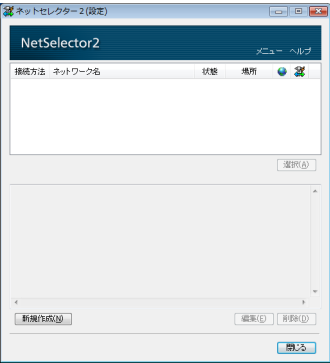 ネットセレクター2(設定)
NetSelector2
メニュー ヘルプ
接続方法 ネットワーク名 状態 場所
選択(A)
新規作成(N) 編集(E) 削除(D)
閉じる